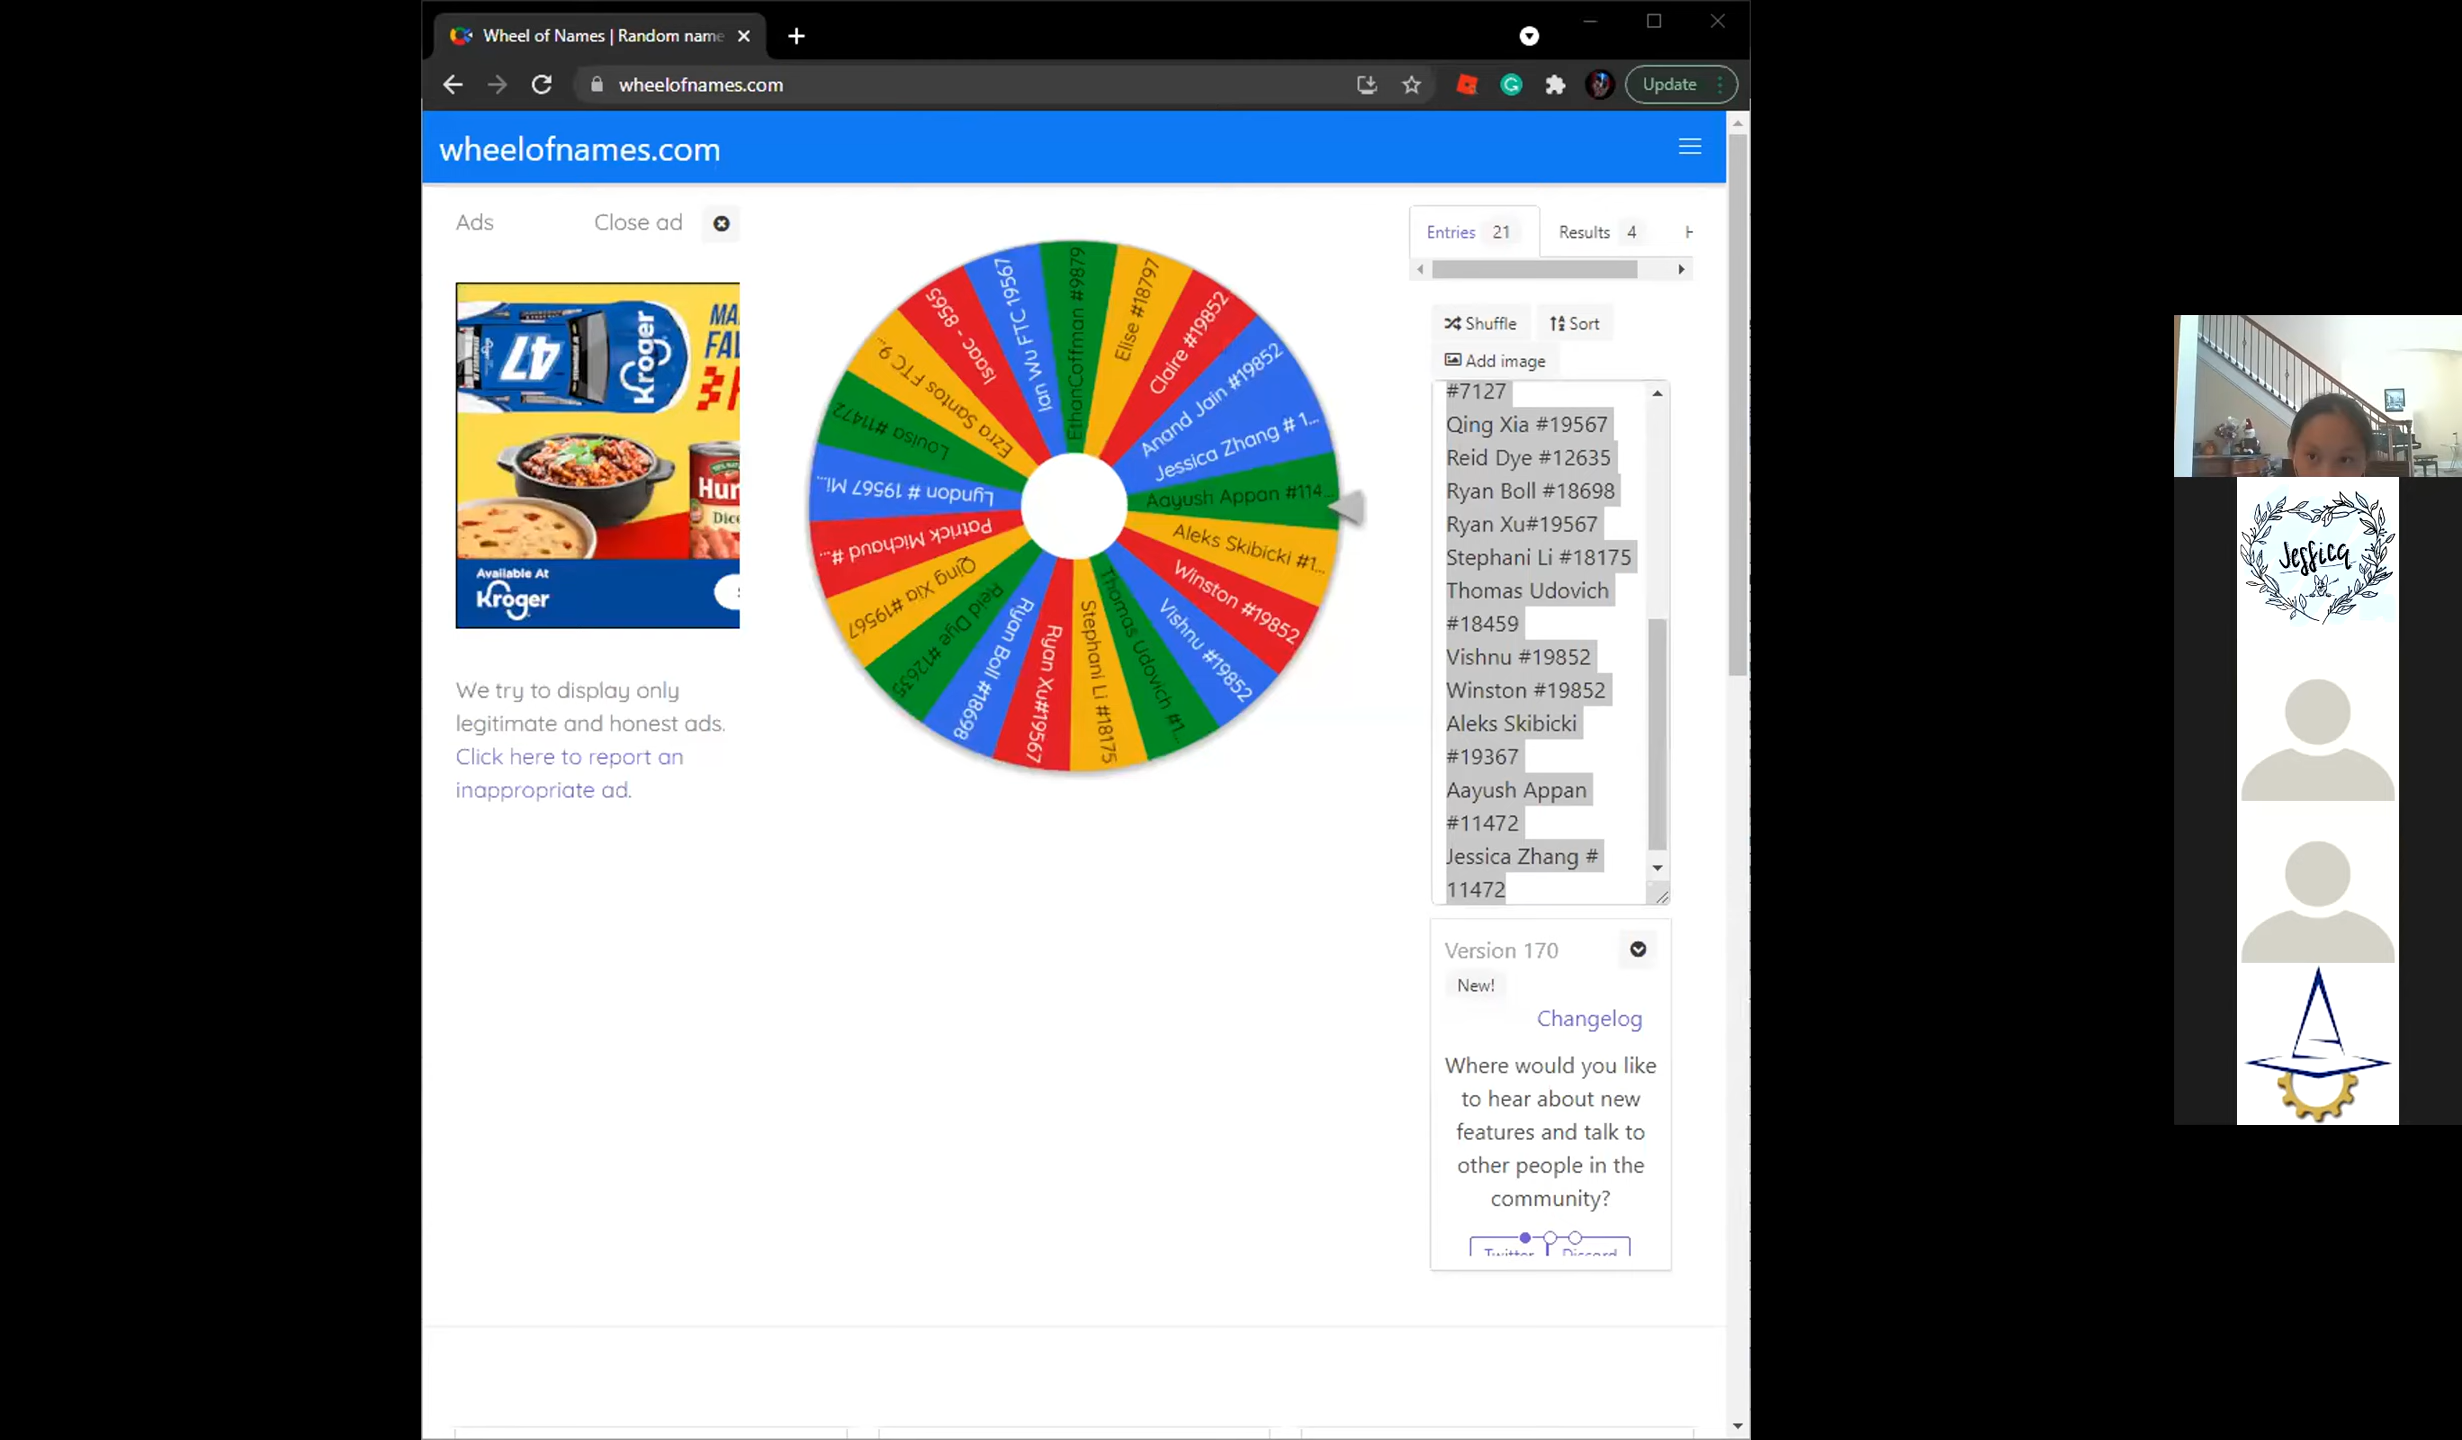 Wheel of Names | Random name
wheelofnames.com
Update
wheelofnames.com
Ads
Close ad
47
Kroger
MA
FAV
Hun
Dice
Available At
Kroger
We try to display only
legitimate and honest ads.
Click here to report an
inappropriate ad.
EthanCoffman #9879
Elise #18797
Claire #19852
Anand Jain #19852
Jessica Zhang # 1...
Aayush Appan #114...
Aleks Skibicki #1...
Winston #19852
Vishnu #19852
Thomas Udovich #1...
Stephani Li #18175
Ryan Xu#19567
Ryan Boll #18698
Reid Dye #12635
Qing Xia #19567
Patrick Michaud #...
Lyndon # 19567 Mi...
Louisa #11472
Ezra Santos FTC 9...
Isaac - 8565
Ian Wu FTC 19567
Entries 21
Results 4
H
Shuffle
Sort
Add image
#7127
Qing Xia #19567
Reid Dye #12635
Ryan Boll #18698
Ryan Xu#19567
Stephani Li #18175
Thomas Udovich
#18459
Vishnu #19852
Winston #19852
Aleks Skibicki
#19367
Aayush Appan
#11472
Jessica Zhang #
11472
Version 170
New!
Changelog
Where would you like
to hear about new
features and talk to
other people in the
community?
Twitter
Discord
Jessica